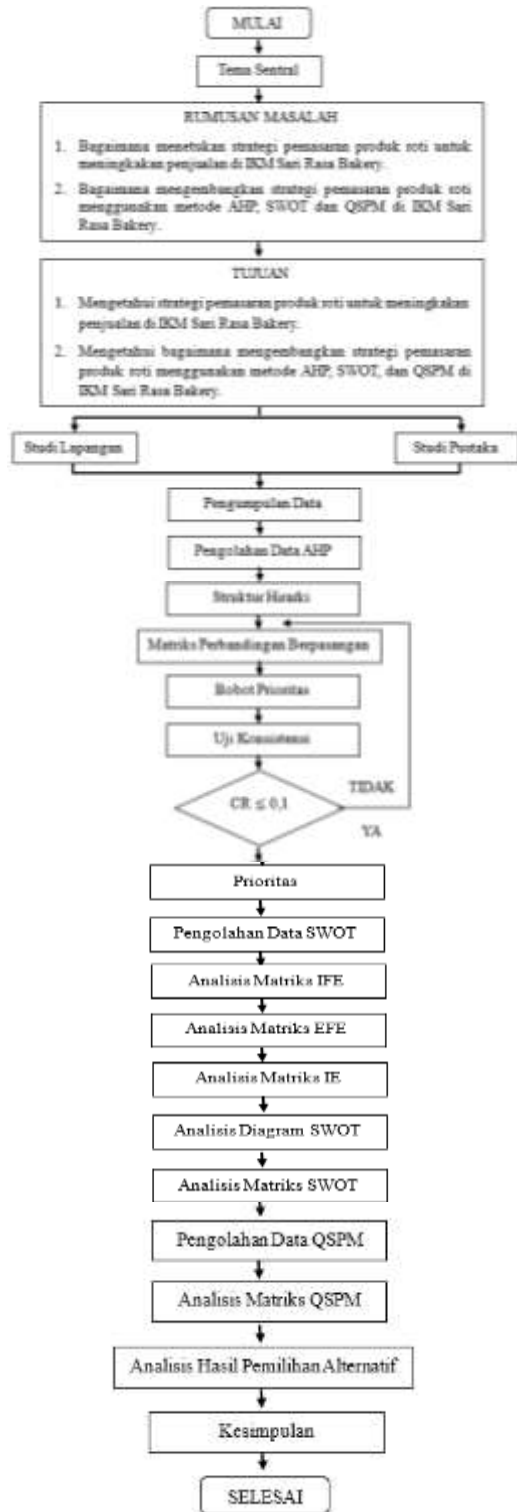 MULAI
Tema Sentral
RUMUSAN MASALAH
1. Bagaimana menetukan strategi pemasaran produk roti untuk
meningkakan penjualan di IKM Sari Rasa Bakery.
2. Bagaimana mengembangkan strategi pemasaran produk roti
menggunakan metode AHP, SWOT dan QSPM di IKM Sari
Rasa Bakery.
TUJUAN
1. Mengetahui strategi pemasaran produk roti untuk meningkakan
penjualan di IKM Sari Rasa Bakery.
2. Mengetahui bagaimana mengembangkan strategi pemasaran
produk roti menggunakan metode AHP, SWOT, dan QSPM di
IKM Sari Rasa Bakery.
Studi Lapangan
Studi Pustaka
Pengumpulan Data
Pengolahan Data AHP
Struktur Hirarki
Matriks Perbandingan Berpasangan
Bobot Prioritas
Uji Konsistensi
CR ≤ 0,1
TIDAK
YA
Prioritas
Pengolahan Data SWOT
Analisis Matriks IFE
Analisis Matriks EFE
Analisis Matriks IE
Analisis Diagram SWOT
Analisis Matriks SWOT
Pengolahan Data QSPM
Analisis Matriks QSPM
Analisis Hasil Pemilihan Alternatif
Kesimpulan
SELESAI